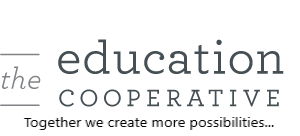 the education
COOPERATIVE
Together we create more possibilities...